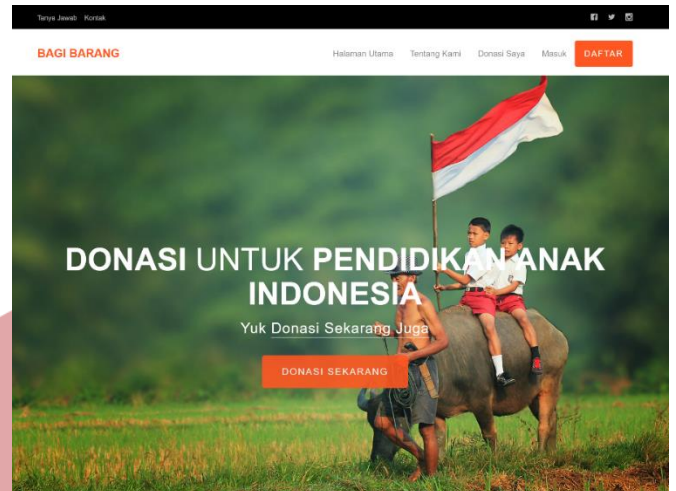 Tanya Jawab Kontak
BAGI BARANG
Halaman Utama Tentang Kami Donasi Saya Masuk DAFTAR
DONASI UNTUK PENDIDIKAN ANAK
INDONESIA
Yuk Donasi Sekarang Juga
DONASI SEKARANG